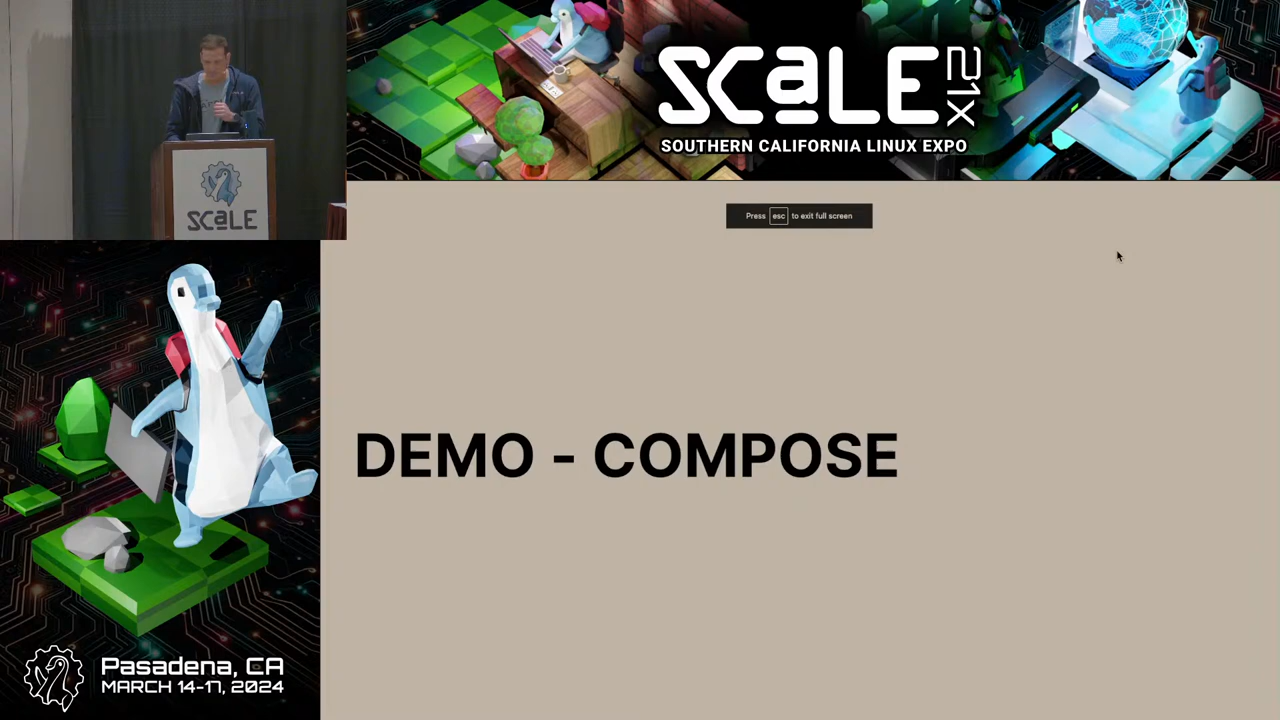 SCALE
21X
SOUTHERN CALIFORNIA LINUX EXPO
SCALE
Press esc to exit full screen
DEMO - COMPOSE
Pasadena, CA
MARCH 14-17, 2024